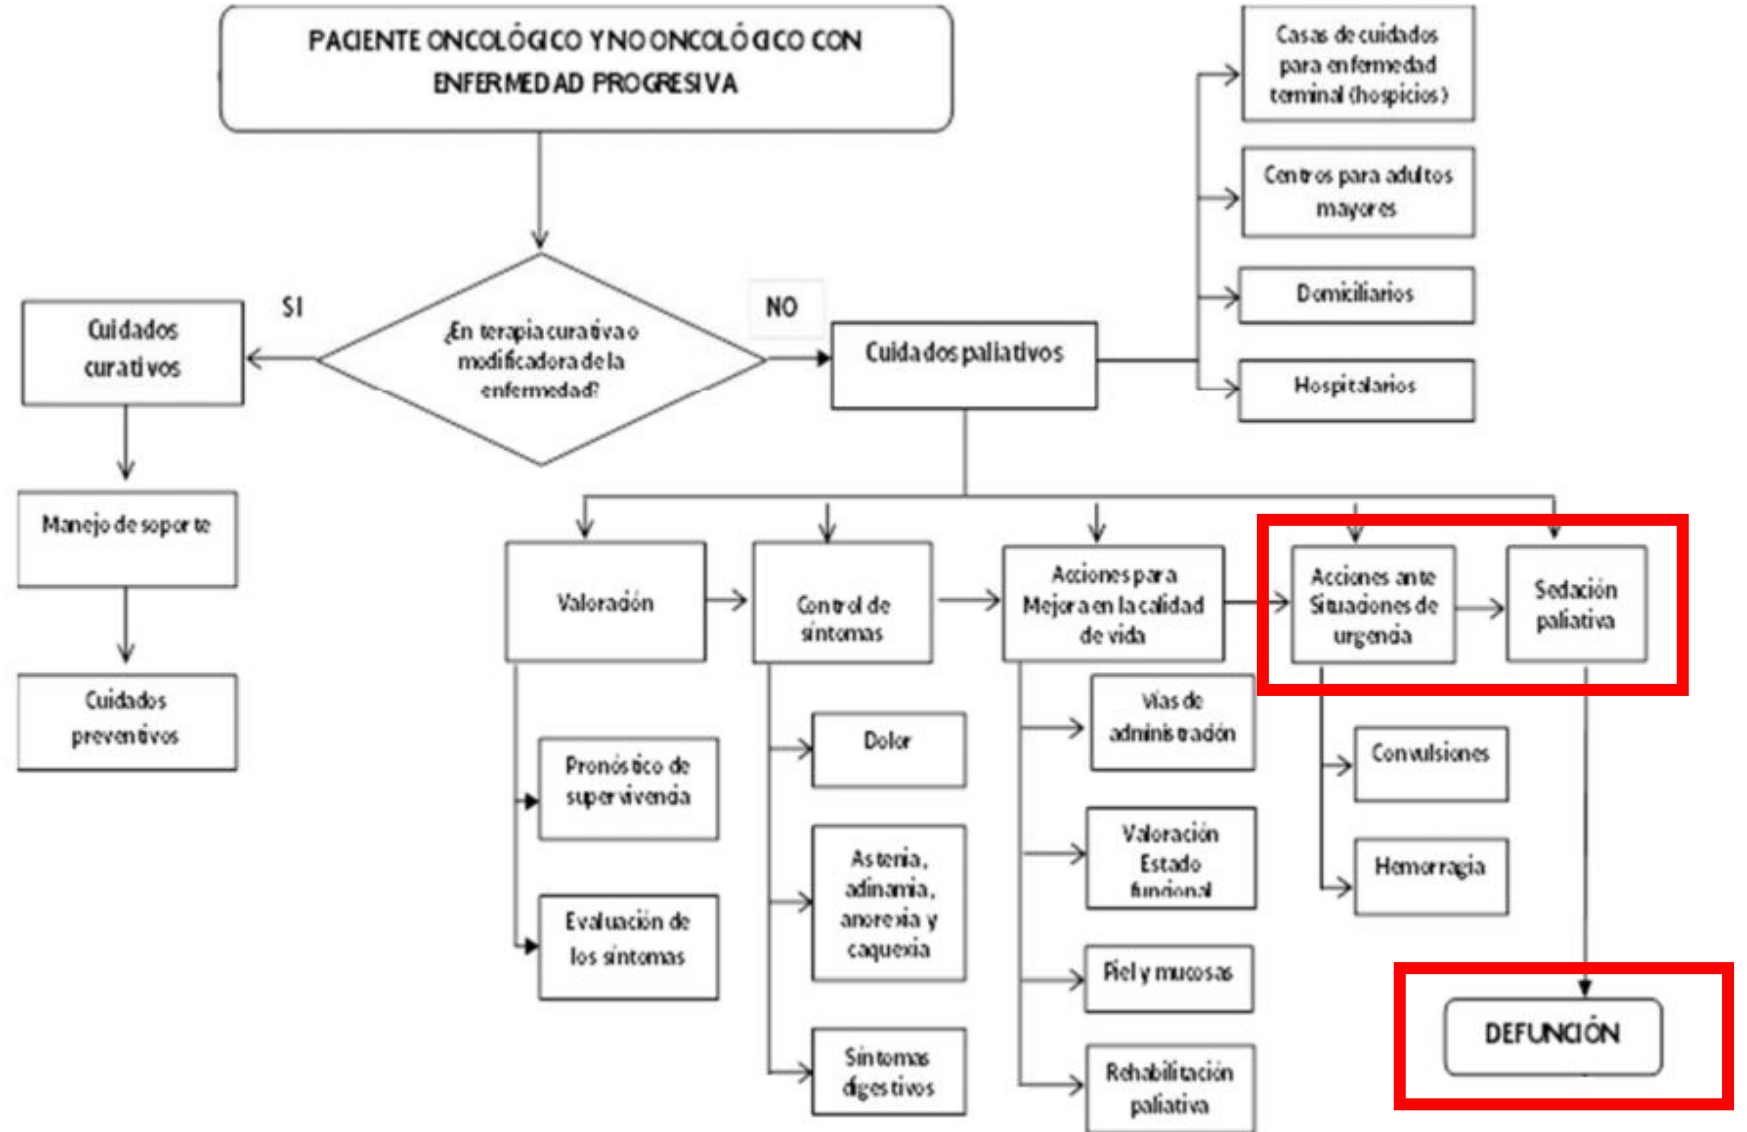 PACIENTE ONCOLÓGICO Y NO ONCOLÓGICO CON
ENFERMEDAD PROGRESIVA
Casas de cuidados
para enfermedad
terminal (hospicios)
Centros para adultos
mayores
Domiciliarios
Hospitalarios
SI
¿En terapia curativa o
modificadora de la
enfermedad?
NO
Cuidados
curativos
Cuidados paliativos
Manejo de soporte
Cuidados
preventivos
Valoración
Control de
síntomas
Acciones para
Mejora en la calidad
de vida
Acciones ante
Situaciones de
urgencia
Sedación
paliativa
Pronóstico de
supervivencia
Evaluación de
los síntomas
Dolor
Astenia,
adinamia,
anorexia y
caquexia
Síntomas
digestivos
Vías de
administración
Valoración
Estado
funcional
Piel y mucosas
Rehabilitación
paliativa
Convulsiones
Hemorragia
DEFUNCIÓN